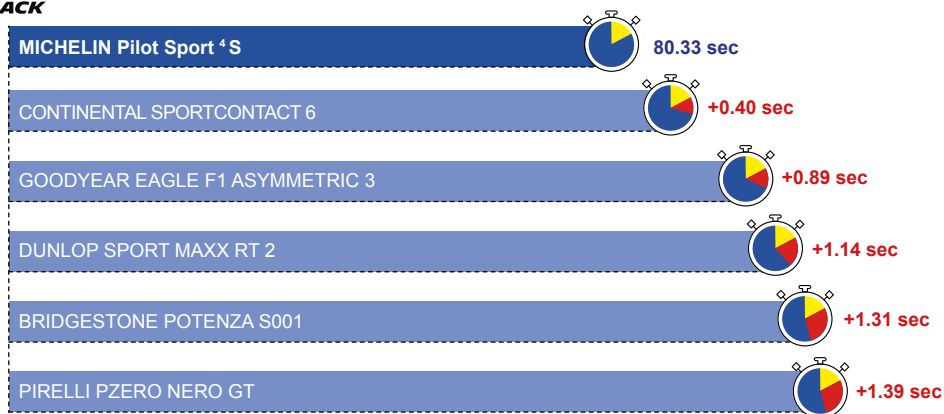 ACK
MICHELIN Pilot Sport 4 S
80.33 sec
CONTINENTAL SPORTCONTACT 6
+0.40 sec
GOODYEAR EAGLE F1 ASYMMETRIC 3
+0.89 sec
DUNLOP SPORT MAXX RT 2
+1.14 sec
BRIDGESTONE POTENZA S001
+1.31 sec
PIRELLI PZERO NERO GT
+1.39 sec